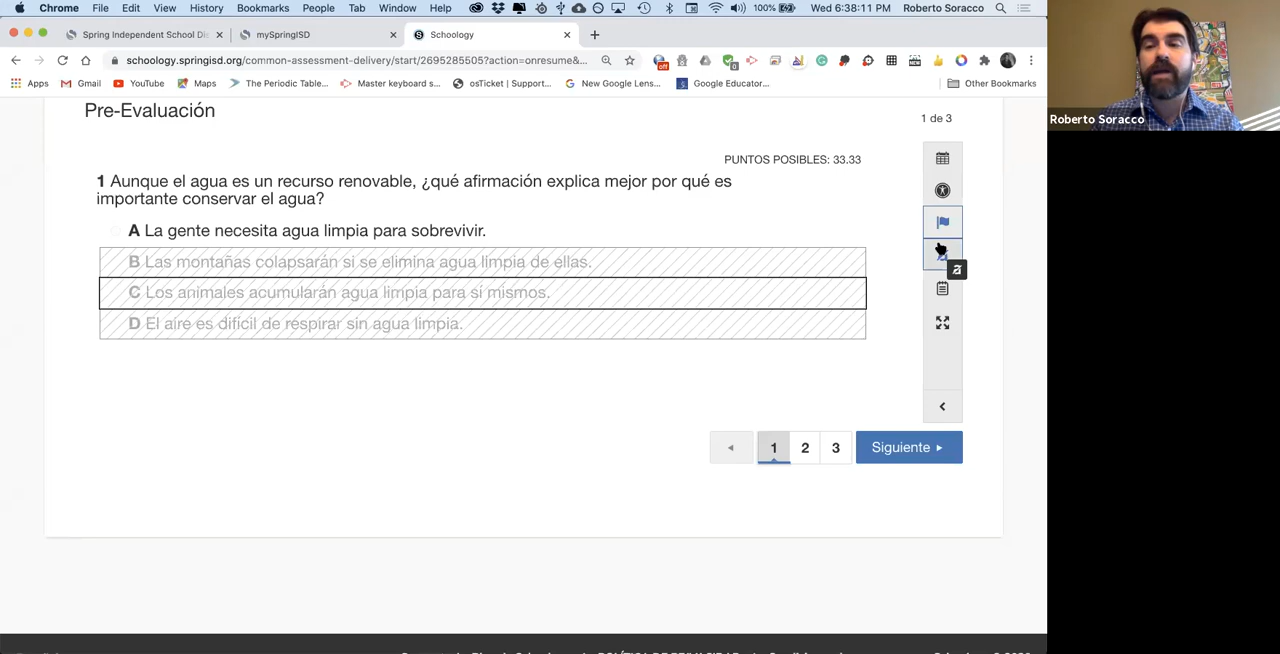 Chrome File Edit View History Bookmarks People Tab Window Help 100% Wed 6:38:11 PM Roberto Soracco
Spring Independent School Di
mySpringISD
Schoology
schoology.springisd.org/common-assessment-delivery/start/2695285505?action=onresume&...
off
0
NEW
Apps Gmail YouTube Maps The Periodic Table... Master keyboard s... osTicket | Support... New Google Lens... Google Educator... Other Bookmarks
Roberto Soracco
Pre-Evaluación
1 de 3
PUNTOS POSIBLES: 33.33
1 Aunque el agua es un recurso renovable, ¿qué afirmación explica mejor por qué es
importante conservar el agua?
A La gente necesita agua limpia para sobrevivir.
B Las montañas colapsarán si se elimina agua limpia de ellas.
C Los animales acumularán agua limpia para sí mismos.
D El aire es difícil de respirar sin agua limpia.
a
1 2 3 Siguiente